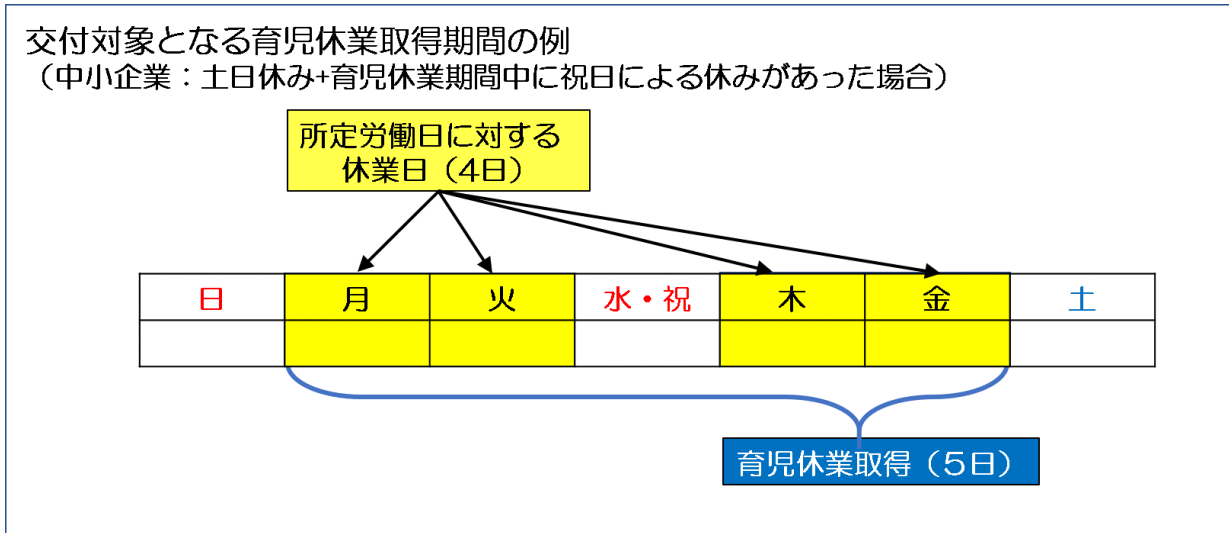 交付対象となる育児休業取得期間の例
（中小企業：土日休み+育児休業期間中に祝日による休みがあった場合）
所定労働日に対する
休業日（4日）
日 月 火 水・祝 木 金 土
育児休業取得（５日）